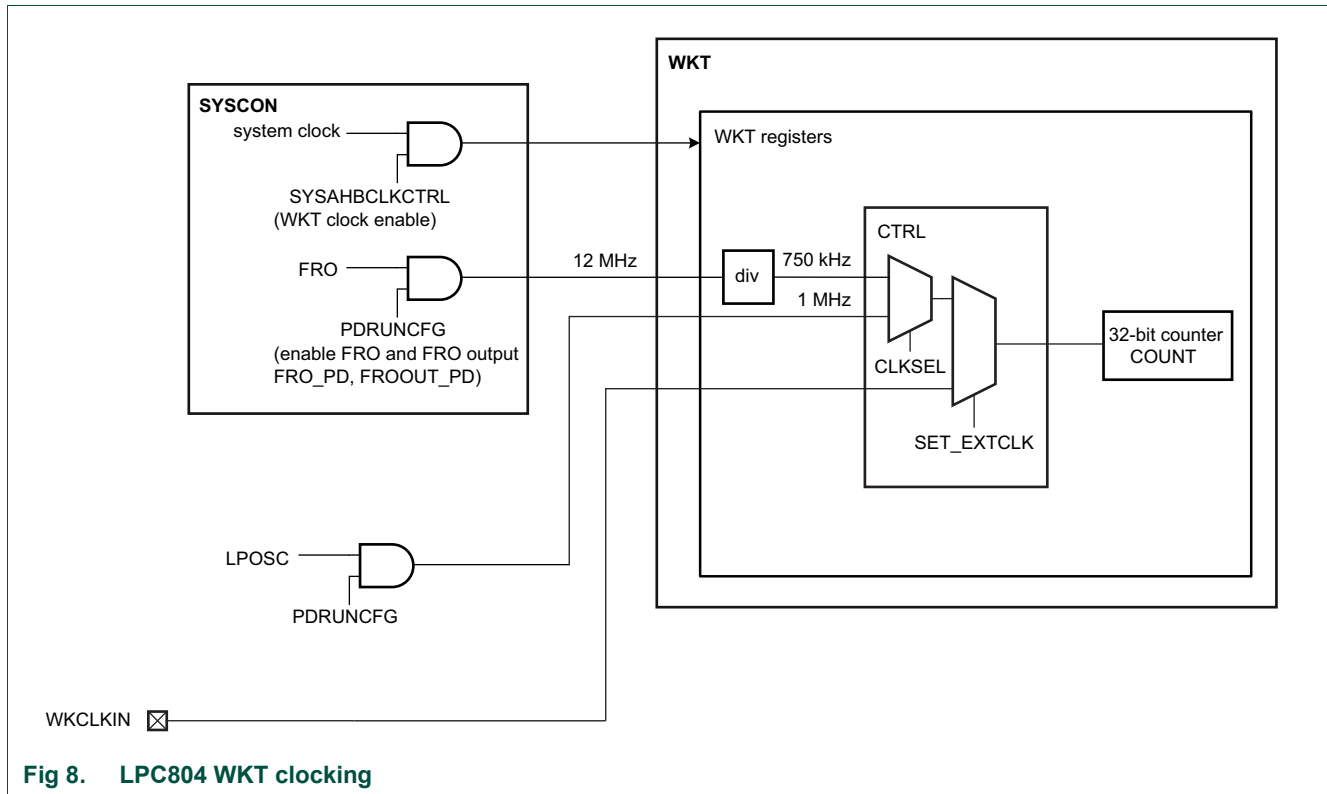 WKT
SYSCON
system clock
SYSAHBCLKCTRL
(WKT clock enable)
FRO
PDRUNCFG
(enable FRO and FRO output
FRO_PD, FROOUT_PD)
12 MHz
WKT registers
div
750 kHz
1 MHz
CTRL
CLKSEL
SET_EXTCLK
32-bit counter
COUNT
LPOSC
PDRUNCFG
WKCLKIN
Fig 8. LPC804 WKT clocking